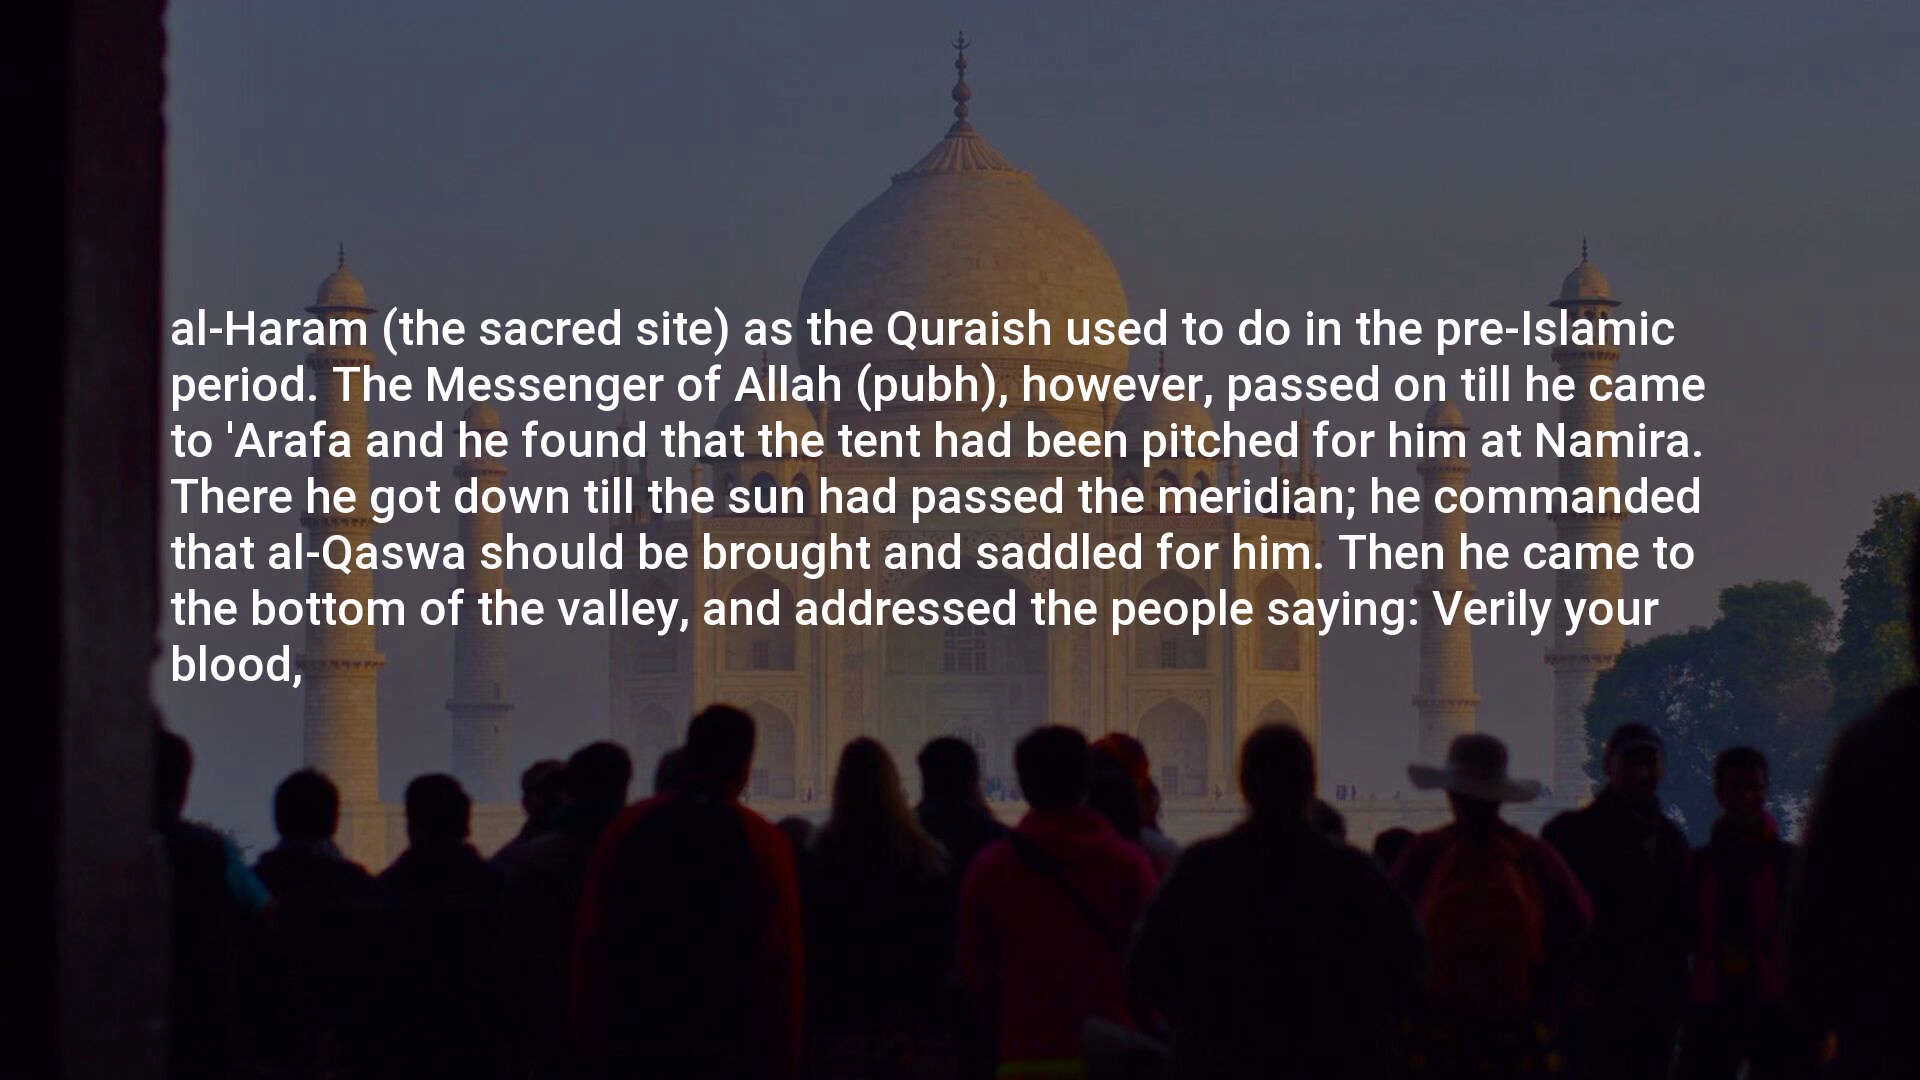 al-Haram (the sacred site) as the Quraish used to do in the pre-Islamic
period. The Messenger of Allah (pubh), however, passed on till he came
to 'Arafa and he found that the tent had been pitched for him at Namira.
There he got down till the sun had passed the meridian; he commanded
that al-Qaswa should be brought and saddled for him. Then he came to
the bottom of the valley, and addressed the people saying: Verily your
blood,